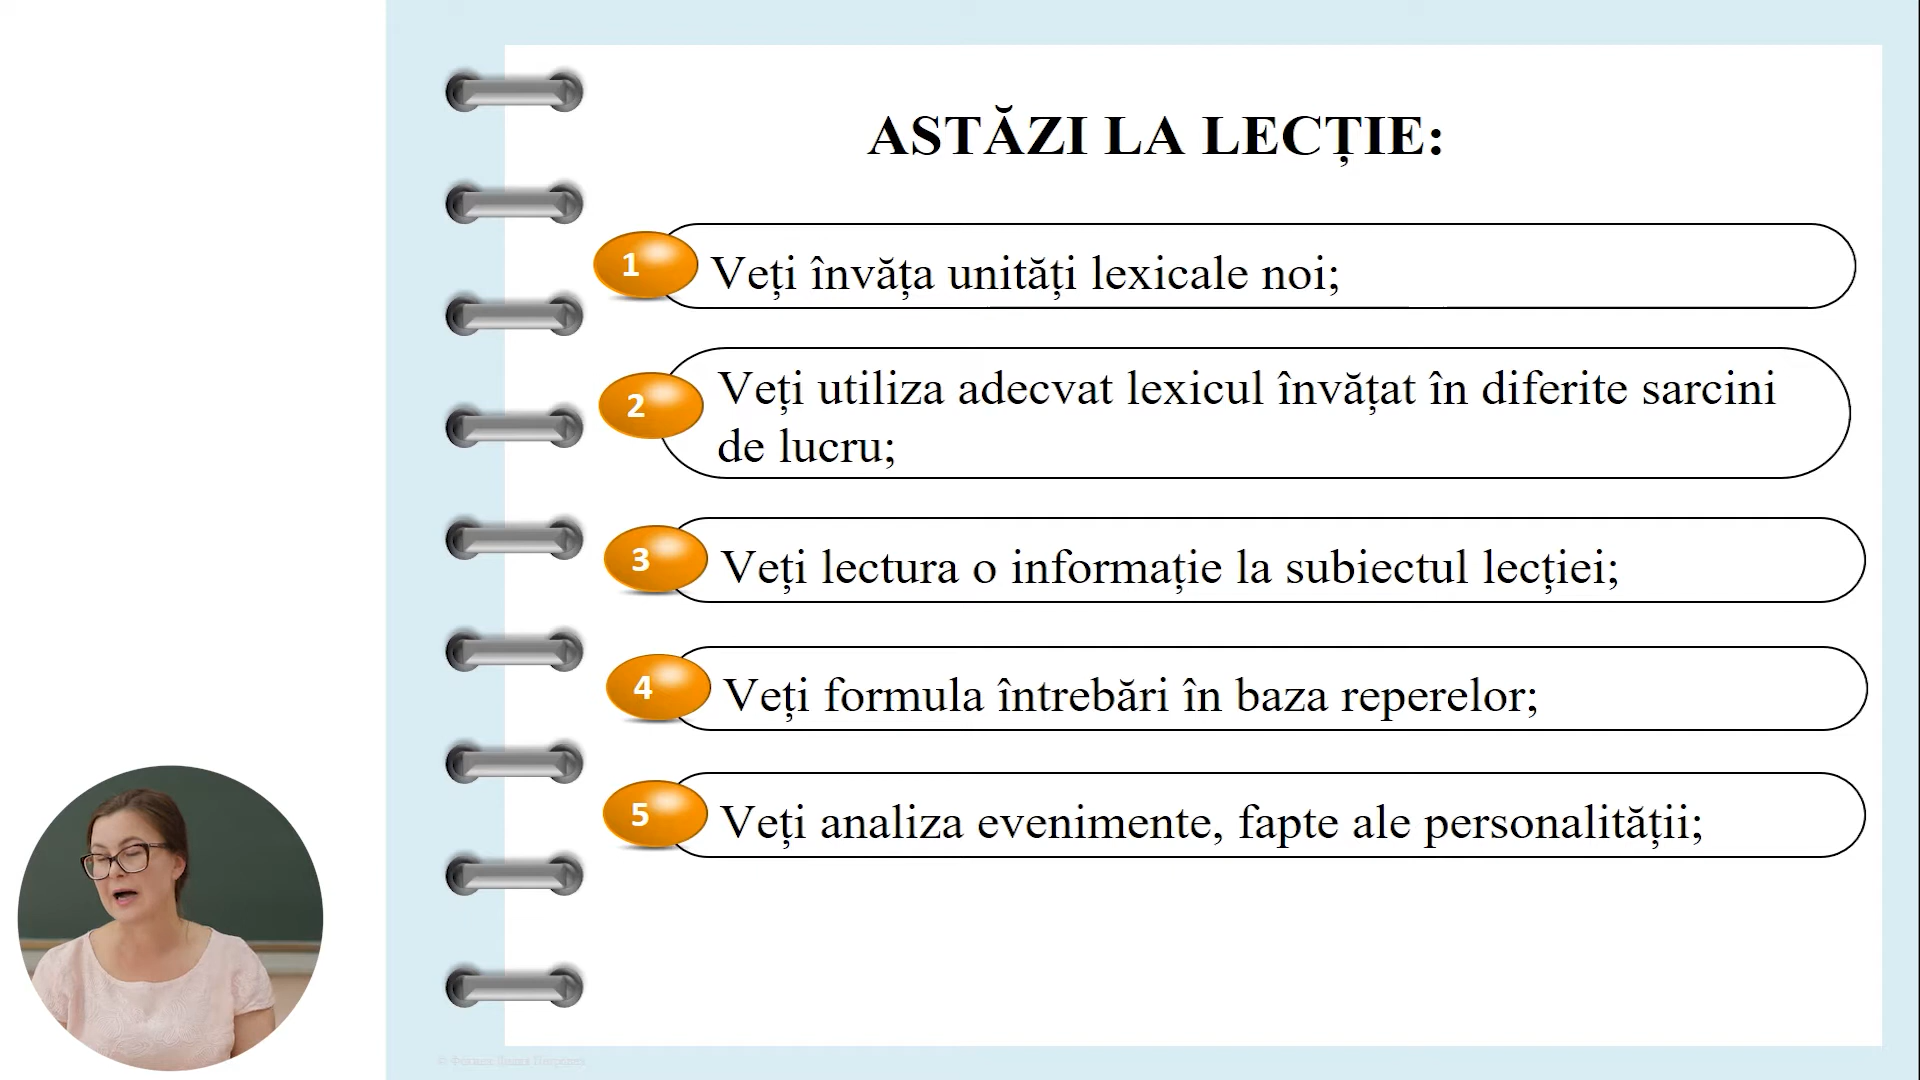 ASTĂZI LA LECȚIE:
1
Veți învăța unități lexicale noi;
2
Veți utiliza adecvat lexicul învățat în diferite sarcini
de lucru;
3
Veți lectura o informație la subiectul lecției;
4
Veți formula întrebări în baza reperelor;
5
Veți analiza evenimente, fapte ale personalității;